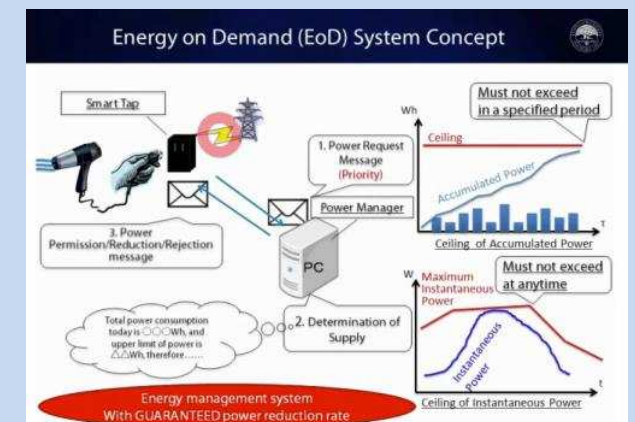 Energy on Demand (EoD) System Concept
Smart Tap
1. Power Request
Message
(Priority)
Power Manager
3. Power
Permission/Reduction/Rejection
message
PC
2. Determination of
Supply
Total power consumption
today is ○○○Wh, and
upper limit of power is
△△Wh, therefore......
Energy management system
With GUARANTEED power reduction rate
Must not exceed
in a specified period
Wh
Ceiling
Accumulated Power
τ
Ceiling of Accumulated Power
W
Maximum
Instantaneous
Power
Must not exceed
at anytime
Instantaneous
Power
t
Ceiling of Instantaneous Power